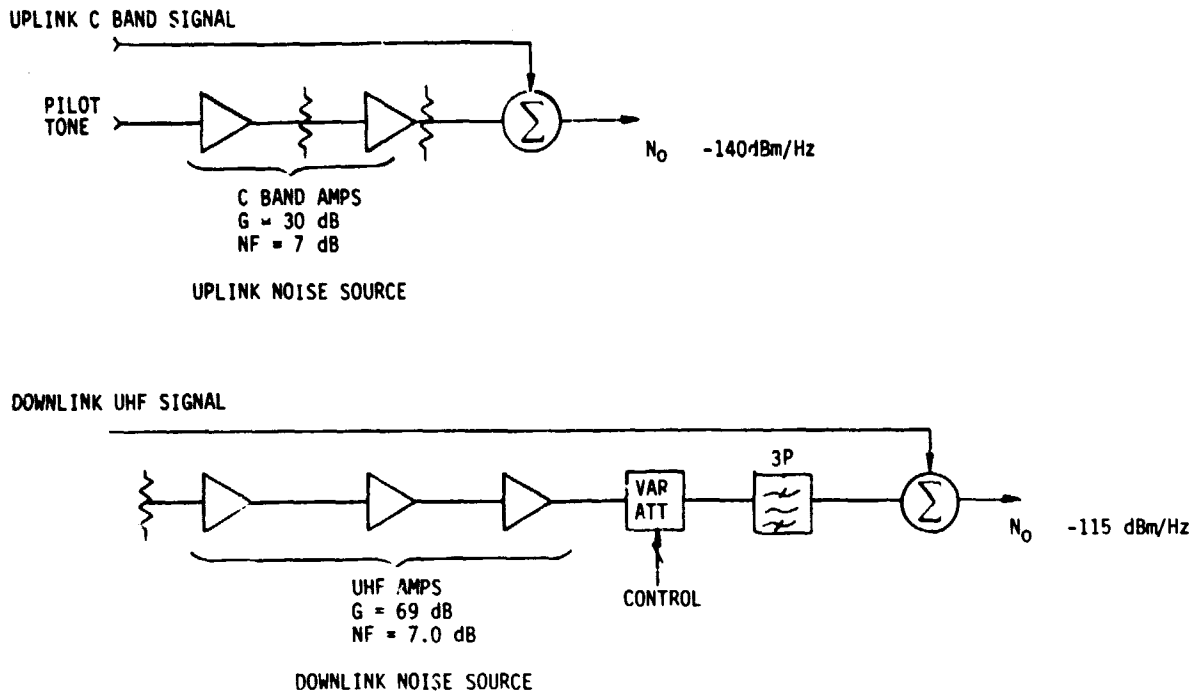 UPLINK C BAND SIGNAL
PILOT
TONE
Σ
N₀ -140dBm/Hz
C BAND AMPS
G = 30 dB
NF = 7 dB
UPLINK NOISE SOURCE
DOWNLINK UHF SIGNAL
3P
VAR
ATT
Σ
N₀ -115 dBm/Hz
UHF AMPS
G = 69 dB
NF = 7.0 dB
CONTROL
DOWNLINK NOISE SOURCE